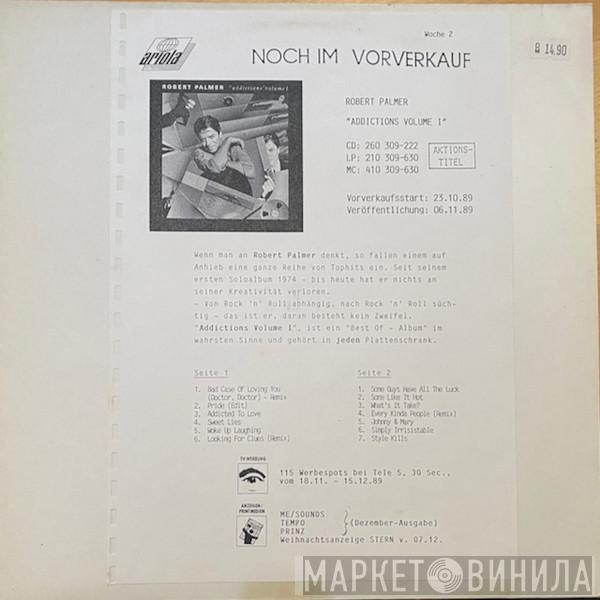 Woche 2
ariola
NOCH IM VORVERKAUF
A 14.90
ROBERT PALMER "addictions" volume 1
ROBERT PALMER
"ADDICTIONS VOLUME 1"
CD: 260 309-222
LP: 210 309-630
MC: 410 309-630
AKTIONS-
TITEL
Vorverkaufsstart: 23.10.89
Veröffentlichung: 06.11.89
Wenn man an Robert Palmer denkt, so fallen einem auf
Anhieb eine ganze Reihe von Tophits ein. Seit seinem
ersten Soloalbum 1974 - bis heute hat er nichts an
seiner Kreativität verloren.
- Von Rock 'n' Roll abhängig, nach Rock 'n' Roll süch-
tig - das ist er, daran besteht kein Zweifel.
"Addictions Volume 1", ist ein "Best Of - Album" im
wahrsten Sinne und gehört in jeden Plattenschrank.
Seite 1
1. Bad Case Of Loving You
(Doctor, Doctor) - Remix
2. Pride (Edit)
3. Addicted To Love
4. Sweet Lies
5. Woke Up Laughing
6. Looking For Clues (Remix)
Seite 2
1. Some Guys Have All The Luck
2. Some Like It Hot
3. What's It Take?
4. Every Kinda People (Remix)
5. Johnny & Mary
6. Simply Irrisistable
7. Style Kills
TV-WERBUNG
115 Werbespots bei Tele 5, 30 Sec.,
vom 18.11. - 15.12.89
ANZEIGEN /
PRINTMEDIEN
ME/SOUNDS
TEMPO
PRINZ
(Dezember-Ausgabe)
Weihnachtsanzeige STERN v. 07.12.
МАРКЕТ ВИНИЛА